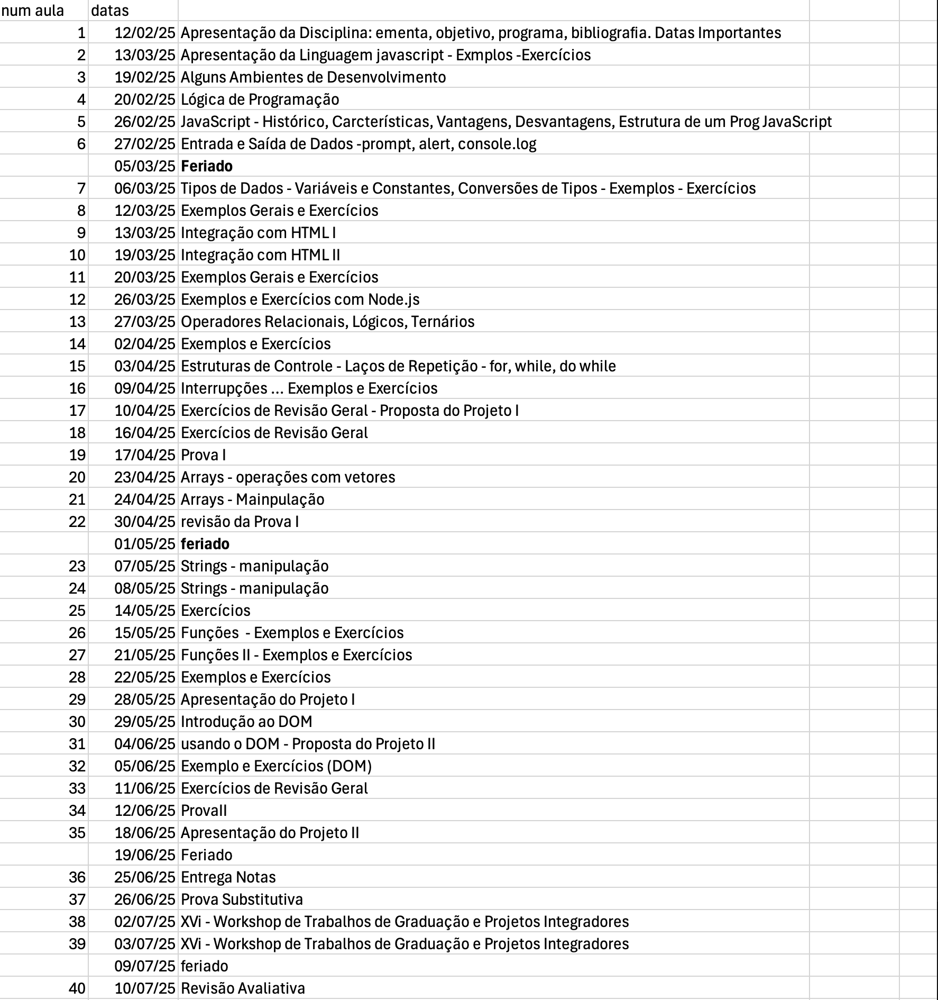 num aula datas
1 12/02/25 Apresentação da Disciplina: ementa, objetivo, programa, bibliografia. Datas Importantes
2 13/03/25 Apresentação da Linguagem javascript - Exmplos -Exercícios
3 19/02/25 Alguns Ambientes de Desenvolvimento
4 20/02/25 Lógica de Programação
5 26/02/25 JavaScript - Histórico, Carcterísticas, Vantagens, Desvantagens, Estrutura de um Prog JavaScript
6 27/02/25 Entrada e Saída de Dados -prompt, alert, console.log
05/03/25 Feriado
7 06/03/25 Tipos de Dados - Variáveis e Constantes, Conversões de Tipos - Exemplos - Exercícios
8 12/03/25 Exemplos Gerais e Exercícios
9 13/03/25 Integração com HTML I
10 19/03/25 Integração com HTML II
11 20/03/25 Exemplos Gerais e Exercícios
12 26/03/25 Exemplos e Exercícios com Node.js
13 27/03/25 Operadores Relacionais, Lógicos, Ternários
14 02/04/25 Exemplos e Exercícios
15 03/04/25 Estruturas de Controle - Laços de Repetição - for, while, do while
16 09/04/25 Interrupções ... Exemplos e Exercícios
17 10/04/25 Exercícios de Revisão Geral - Proposta do Projeto I
18 16/04/25 Exercícios de Revisão Geral
19 17/04/25 Prova I
20 23/04/25 Arrays - operações com vetores
21 24/04/25 Arrays - Mainpulação
22 30/04/25 revisão da Prova I
01/05/25 feriado
23 07/05/25 Strings - manipulação
24 08/05/25 Strings - manipulação
25 14/05/25 Exercícios
26 15/05/25 Funções  - Exemplos e Exercícios
27 21/05/25 Funções II - Exemplos e Exercícios
28 22/05/25 Exemplos e Exercícios
29 28/05/25 Apresentação do Projeto I
30 29/05/25 Introdução ao DOM
31 04/06/25 usando o DOM - Proposta do Projeto II
32 05/06/25 Exemplo e Exercícios (DOM)
33 11/06/25 Exercícios de Revisão Geral
34 12/06/25 ProvaII
35 18/06/25 Apresentação do Projeto II
19/06/25 Feriado
36 25/06/25 Entrega Notas
37 26/06/25 Prova Substitutiva
38 02/07/25 XVi - Workshop de Trabalhos de Graduação e Projetos Integradores
39 03/07/25 XVi - Workshop de Trabalhos de Graduação e Projetos Integradores
09/07/25 feriado
40 10/07/25 Revisão Avaliativa